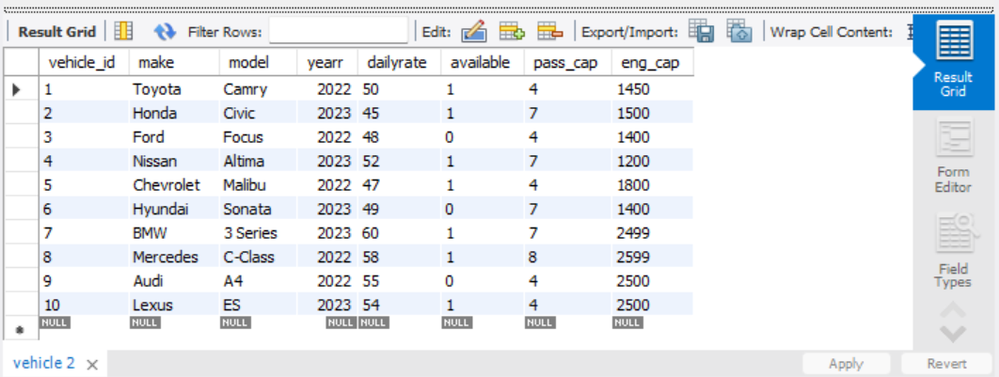 Result Grid Filter Rows: Edit: Export/Import: Wrap Cell Content:
vehicle_id make model yearr dailyrate available pass_cap eng_cap
1 Toyota Camry 2022 50 1 4 1450
2 Honda Civic 2023 45 1 7 1500
3 Ford Focus 2022 48 0 4 1400
4 Nissan Altima 2023 52 1 7 1200
5 Chevrolet Malibu 2022 47 1 4 1800
6 Hyundai Sonata 2023 49 0 7 1400
7 BMW 3 Series 2023 60 1 7 2499
8 Mercedes C-Class 2022 58 1 8 2599
9 Audi A4 2022 55 0 4 2500
10 Lexus ES 2023 54 1 4 2500
NULL NULL NULL NULL NULL NULL NULL NULL
Result
Grid
Form
Editor
Field
Types
vehicle 2 Apply Revert